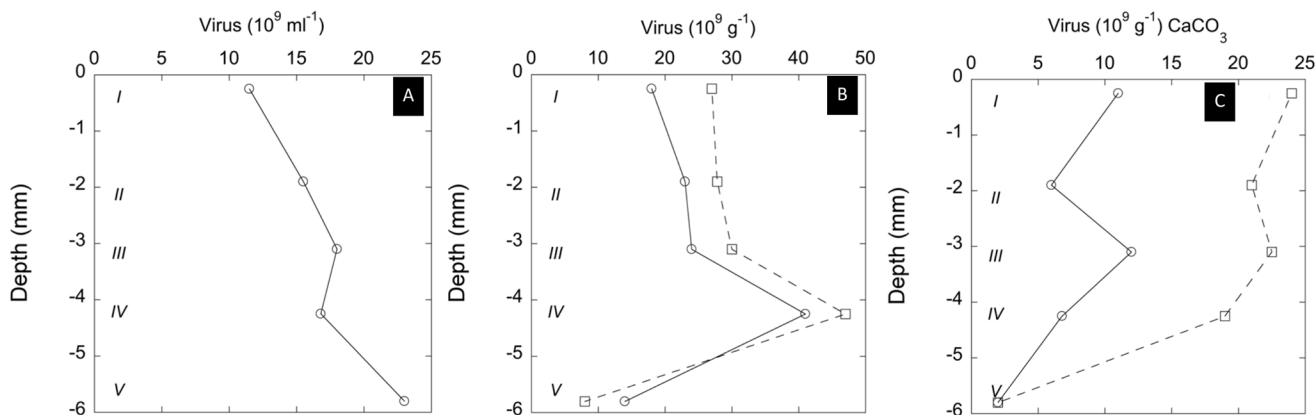 Virus (10⁹ ml⁻¹)
0 5 10 15 20 25
0
-1
-2
-3
-4
-5
-6
Depth (mm)
I
II
III
IV
V
A
Virus (10⁹ g⁻¹)
0 10 20 30 40 50
0
-1
-2
-3
-4
-5
-6
Depth (mm)
I
II
III
IV
V
B
Virus (10⁹ g⁻¹) CaCO₃
0 5 10 15 20 25
0
-1
-2
-3
-4
-5
-6
Depth (mm)
I
II
III
IV
V
C